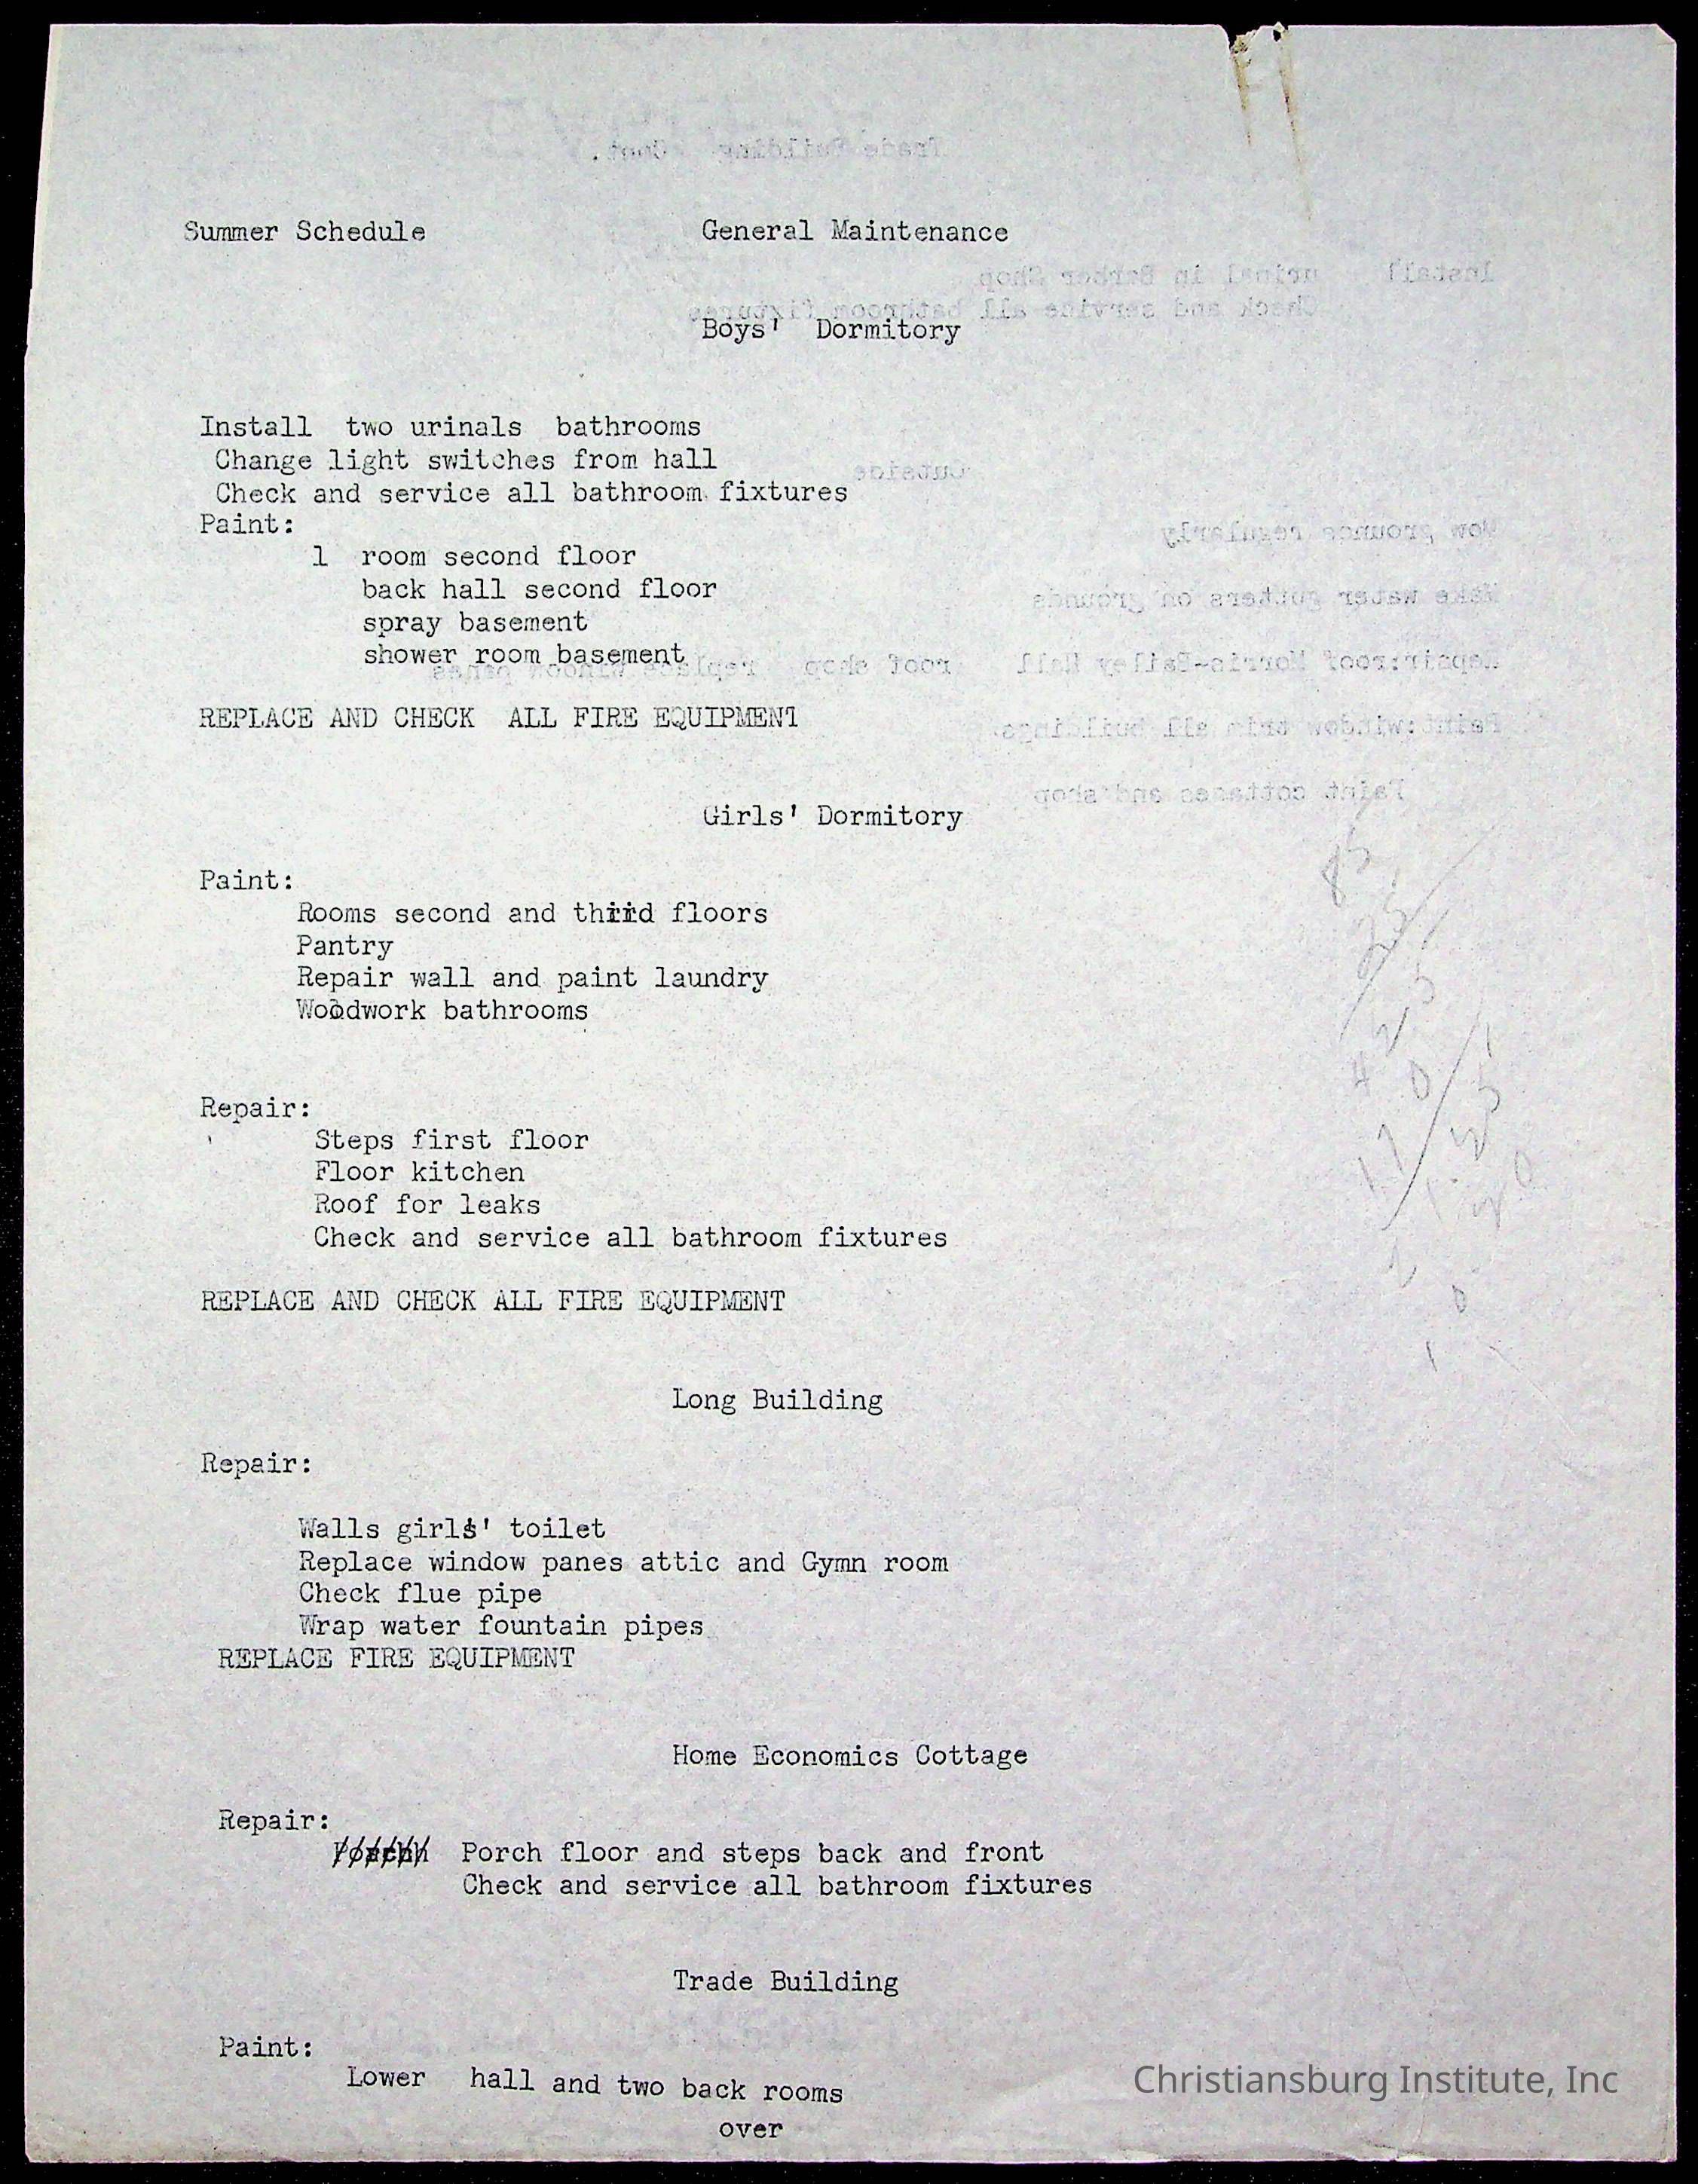 Summer Schedule General Maintenance
Boys' Dormitory
Install two urinals bathrooms
Change light switches from hall
Check and service all bathroom fixtures
Paint:
1 room second floor
back hall second floor
spray basement
shower room basement
REPLACE AND CHECK ALL FIRE EQUIPMENT
Girls' Dormitory
Paint:
Rooms second and third floors
Pantry
Repair wall and paint laundry
Woodwork bathrooms
Repair:
Steps first floor
Floor kitchen
Roof for leaks
Check and service all bathroom fixtures
REPLACE AND CHECK ALL FIRE EQUIPMENT
Long Building
Repair:
Walls girls' toilet
Replace window panes attic and Gymn room
Check flue pipe
Wrap water fountain pipes
REPLACE FIRE EQUIPMENT
Home Economics Cottage
Repair:
Porch floor and steps back and front
Check and service all bathroom fixtures
Trade Building
Paint:
Lower hall and two back rooms
over
Christiansburg Institute, Inc